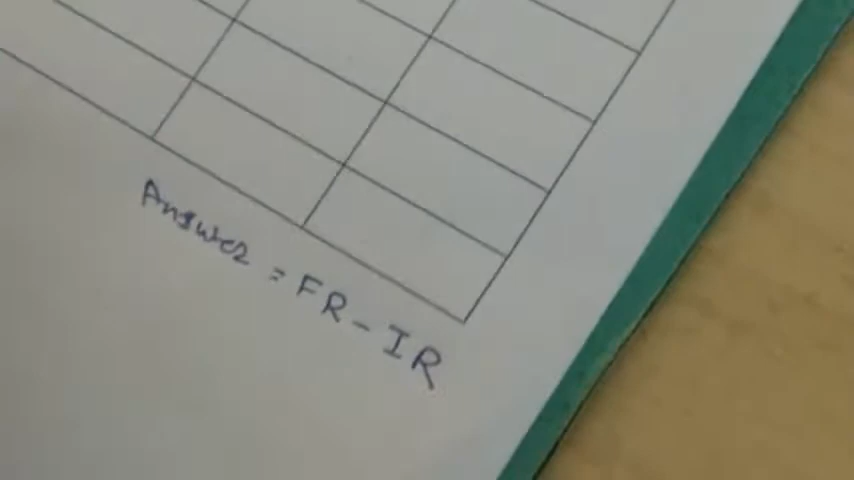 Answer = FR - IR